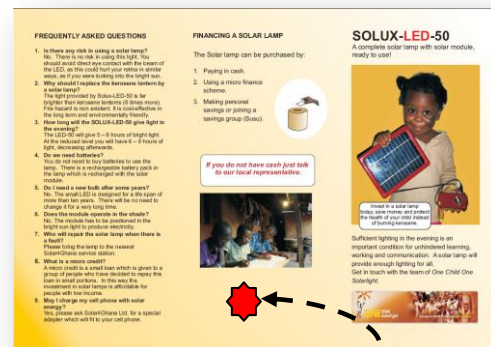 FREQUENTLY ASKED QUESTIONS
1. Is there any risk in using a solar lamp?
No. There is no risk in using this light. You
should avoid direct eye contact with the beam of
the LED, as this could hurt your retina in similar
ways, as if you were looking into the bright sun.
2. Why should I replace the kerosene lantern by
a solar lamp?
The light provided by Solux-LED-50 is far
brighter than kerosene lanterns (5 times more).
Fire hazard is non existent. It is cost-effective in
the long term and environmentally friendly.
3. How long will the SOLUX-LED-50 give light in
the evening?
The LED-50 will give 5 – 6 hours of bright light.
At the reduced level you will have 8 – 9 hours of
light, decreasing afterwards.
4. Do we need batteries?
You do not need to buy batteries to use the
lamp. There is a rechargeable battery pack in
the lamp which is recharged with the solar
module.
5. Do I need a new bulb after some years?
No. The small LED is designed for a life span of
more than ten years. There will be no need to
change it for a very long time.
6. Does the module operate in the shade?
No. The module has to be positioned in the
bright sun light to produce electricity.
7. Who will repair the solar lamp when there is
a fault?
Please bring the lamp to the nearest
Solar4Ghana service station.
8. What is a micro credit?
A micro credit is a small loan which is given to a
group of people who have decided to repay this
loan in small portions. In this way the
investment in solar lamps is affordable for
people with low income.
9. May I charge my cell phone with solar
energy?
Yes, please ask Solar4Ghana Ltd. for a special
adapter which will fit to your cell phone.
FINANCING A SOLAR LAMP
The Solar lamp can be purchased by:
1. Paying in cash.
2. Using a micro finance
scheme.
3. Making personal
savings or joining a
savings group (Susu).
If you do not have cash just talk
to our local representative.
SOLUX-LED-50
A complete solar lamp with solar module,
ready to use!
Invest in a solar lamp
today, save money and protect
the health of your child instead
of burning kerosene.
Sufficient lighting in the evening is an
important condition for unhindered learning,
working and communication. A solar lamp will
provide enough lighting for all.
Get in touch with the team of One Child One
Solarlight.